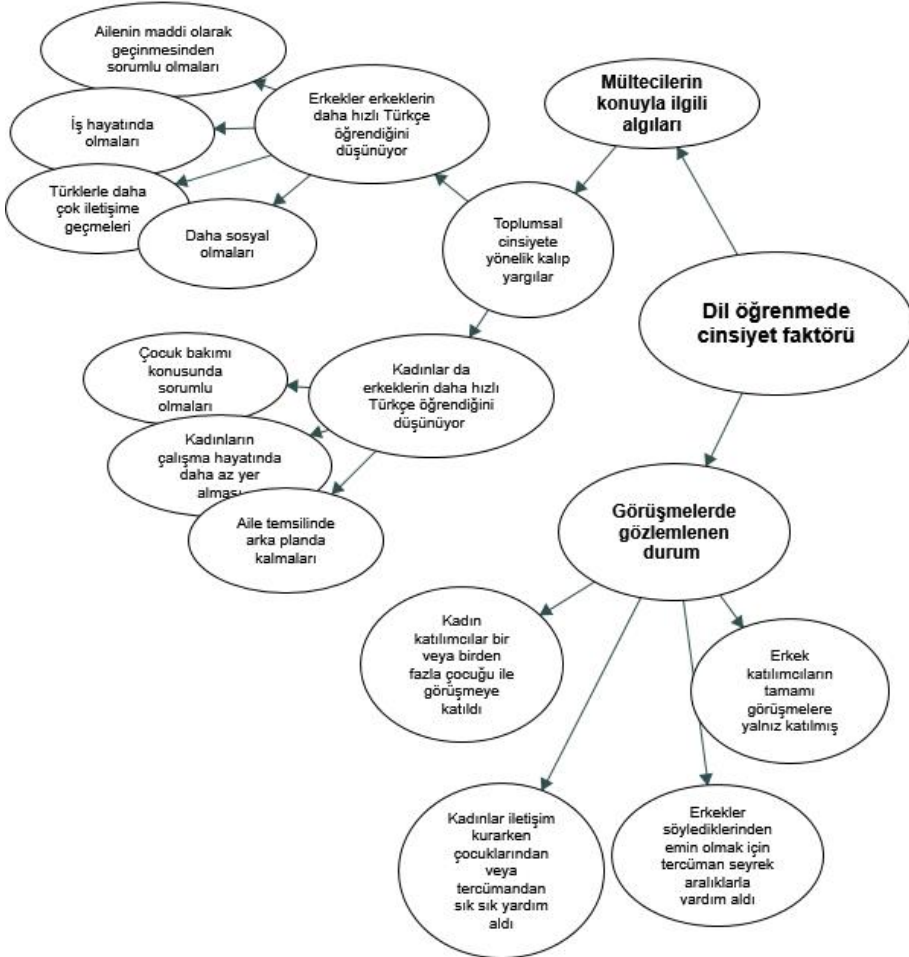 Ailenin maddi olarak
geçinmesinden
sorumlu olmaları
İş hayatında
olmaları
Türklerle daha
çok iletişime
geçmeleri
Daha sosyal
olmaları
Erkekler erkeklerin
daha hızlı Türkçe
öğrendiğini
düşünüyor
Mültecilerin
konuyla ilgili
algıları
Toplumsal
cinsiyete
yönelik kalıp
yargılar
Dil öğrenmede
cinsiyet faktörü
Çocuk bakımı
konusunda
sorumlu
olmaları
Kadınların
çalışma hayatında
daha az yer
alması
Aile temsilinde
arka planda
kalmaları
Kadınlar da
erkeklerin daha hızlı
Türkçe öğrendiğini
düşünüyor
Görüşmelerde
gözlemlenen
durum
Kadın
katılımcılar bir
veya birden
fazla çocuğu ile
görüşmeye
katıldı
Erkek
katılımcıların
tamamı
görüşmelere
yalnız katılmış
Kadınlar iletişim
kurarken
çocuklarından
veya
tercümandan
sık sık yardım
aldı
Erkekler
söylediklerinden
emin olmak için
tercüman seyrek
aralıklarla
vardım aldı